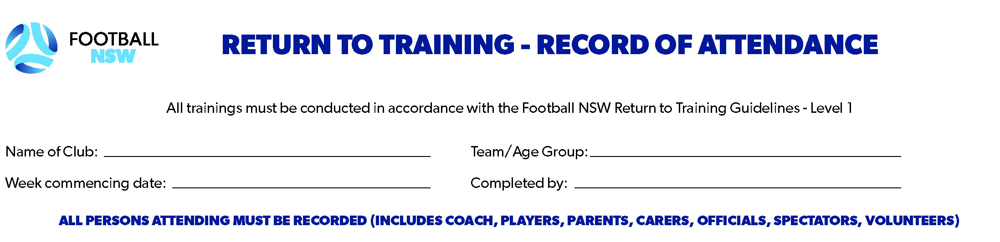 FOOTBALL
NSW
RETURN TO TRAINING - RECORD OF ATTENDANCE
All trainings must be conducted in accordance with the Football NSW Return to Training Guidelines - Level 1
Name of Club:
Team/Age Group:
Week commencing date:
Completed by:
ALL PERSONS ATTENDING MUST BE RECORDED (INCLUDES COACH, PLAYERS, PARENTS, CARERS, OFFICIALS, SPECTATORS, VOLUNTEERS)